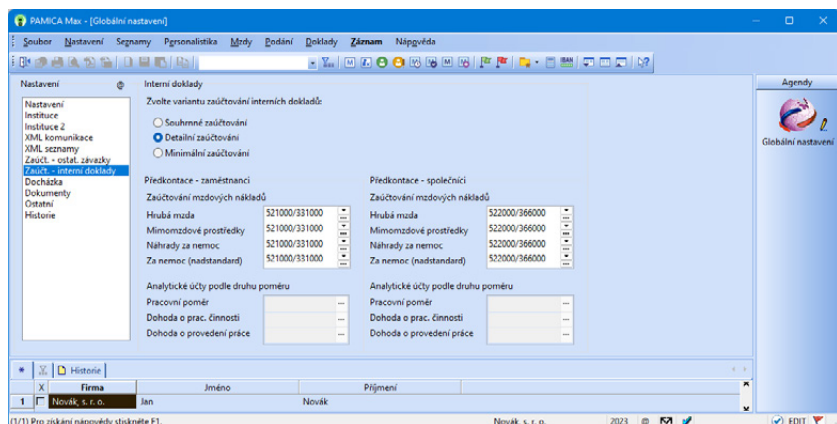 PAMICA Max - [Globální nastavení]
Soubor Nastavení Seznamy Personalistika Mzdy Podání Doklady Záznam Nápověda
Nastavení @
Nastavení
Instituce
Instituce 2
XML komunikace
XML seznamy
Zaúčt. - ostat. závazky
Zaúčt. - interní doklady
Docházka
Dokumenty
Ostatní
Historie
Interní doklady
Zvolte variantu zaúčtování interních dokladů:
Souhrnné zaúčtování
Detailní zaúčtování
Minimální zaúčtování
Předkontace - zaměstnanci
Zaúčtování mzdových nákladů
Hrubá mzda 521000/331000
Mimomzdové prostředky 521000/331000
Náhrady za nemoc 521000/331000
Za nemoc (nadstandard) 521000/331000
Analytické účty podle druhu poměru
Pracovní poměr ...
Dohoda o prac. činnosti ...
Dohoda o provedení práce ...
Předkontace - společníci
Zaúčtování mzdových nákladů
Hrubá mzda 522000/366000
Mimomzdové prostředky 522000/366000
Náhrady za nemoc 522000/366000
Za nemoc (nadstandard) 522000/366000
Analytické účty podle druhu poměru
Pracovní poměr ...
Dohoda o prac. činnosti ...
Dohoda o provedení práce ...
Agendy
Globální nastavení
* Historie
X Firma Jméno Příjmení
1 Novák, s. r. o. Jan Novák
(1/1) Pro získání nápovědy stiskněte F1. Novák, s. r. o. 2023 @ EDIT